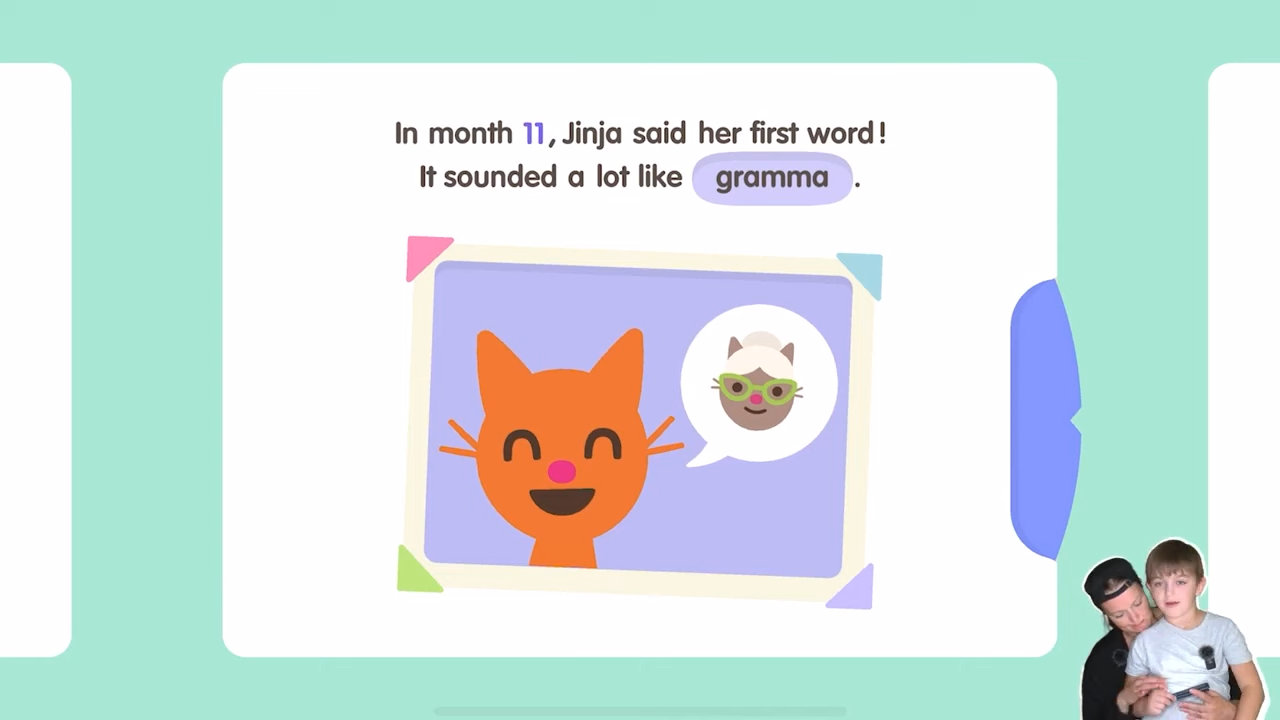 In month 11, Jinja said her first word!
It sounded a lot like gramma.